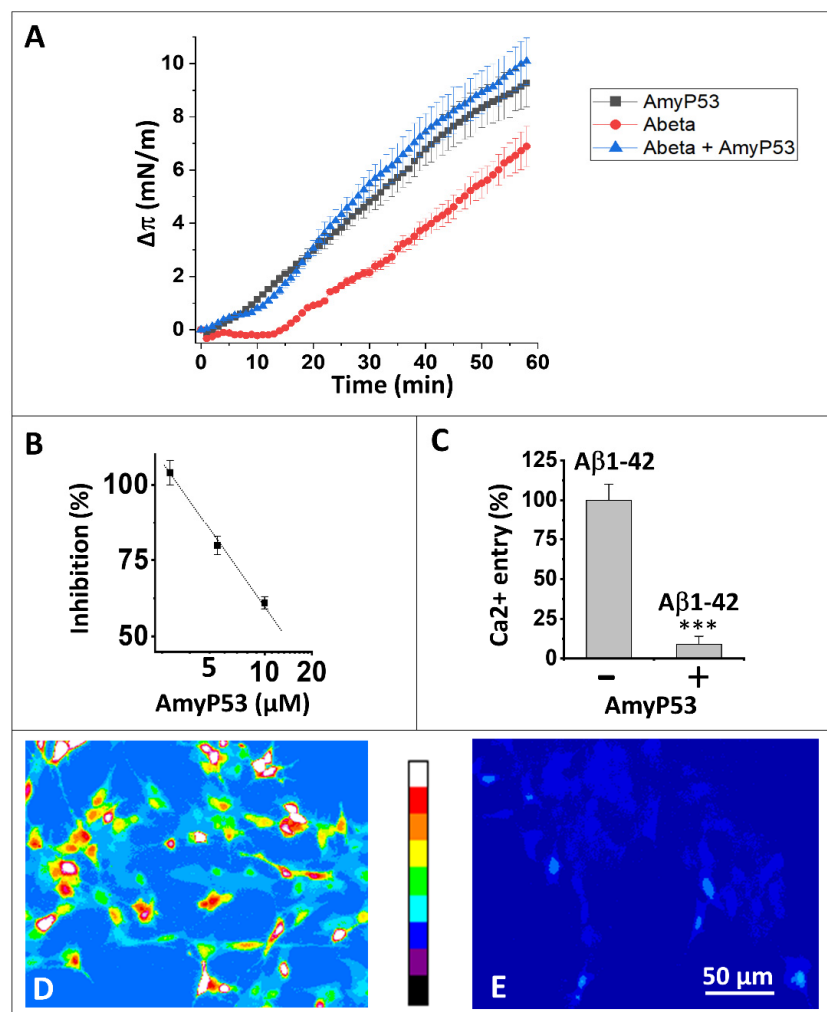 A
Δπ (mN/m)
10
8
6
4
2
0
0 10 20 30 40 50 60
Time (min)
AmyP53
Abeta
Abeta + AmyP53
B
Inhibition (%)
100
75
50
5 10 20
AmyP53 (μM)
C
Ca2+ entry (%)
125
100
75
50
25
0
Aβ1-42
Aβ1-42
***
− +
AmyP53
D
E
50 μm